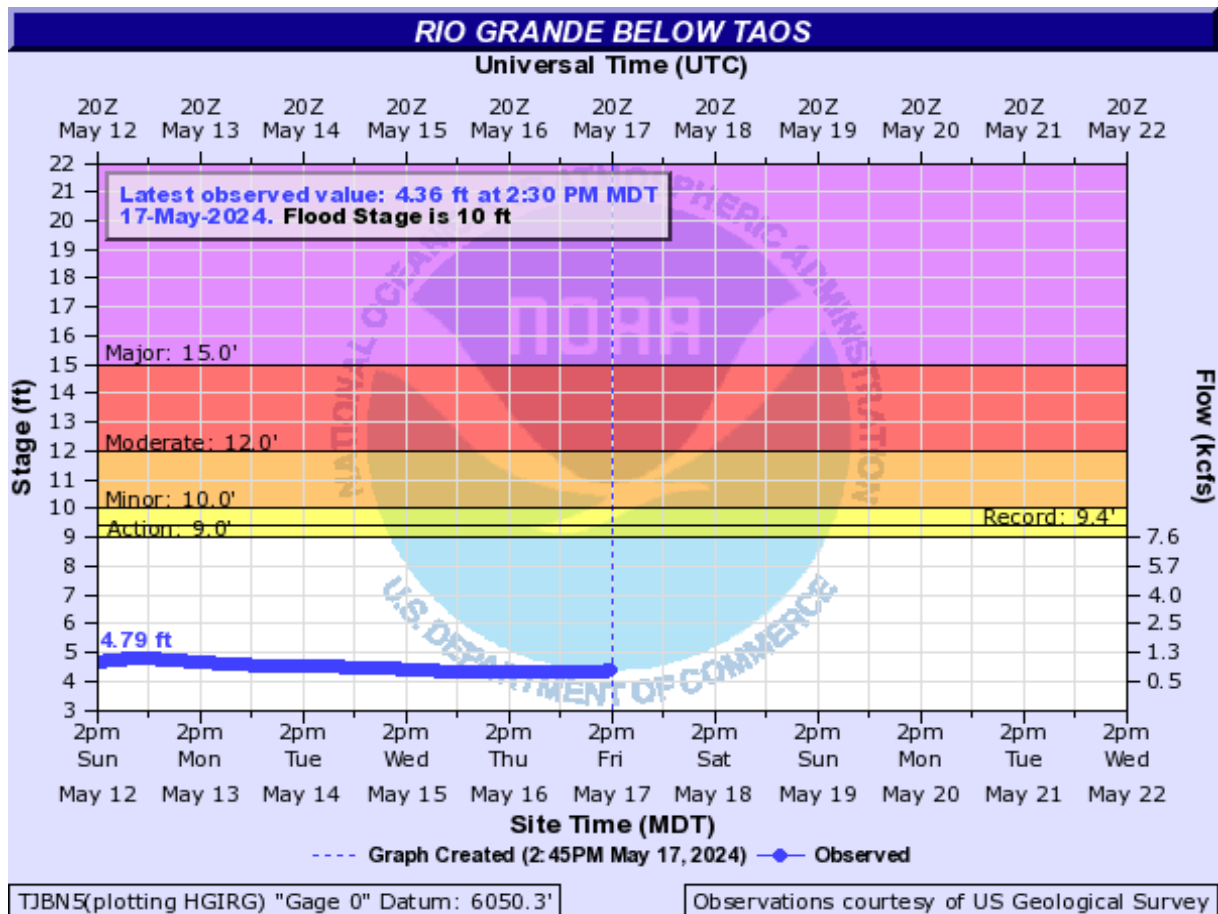 RIO GRANDE BELOW TAOS
Universal Time (UTC)
20Z 20Z 20Z 20Z 20Z 20Z 20Z 20Z 20Z 20Z 20Z
May 12 May 13 May 14 May 15 May 16 May 17 May 18 May 19 May 20 May 21 May 22
Latest observed value: 4.36 ft at 2:30 PM MDT
17-May-2024. Flood Stage is 10 ft
NATIONAL OCEANIC AND ATMOSPHERIC ADMINISTRATION
NOAA
U.S. DEPARTMENT OF COMMERCE
Stage (ft)
22
21
20
19
18
17
16
15
14
13
12
11
10
9
8
7
6
5
4
3
Major: 15.0'
Moderate: 12.0'
Minor: 10.0'
Record: 9.4'
Action: 9.0'
4.79 ft
Flow (kcfs)
7.6
5.7
4.0
2.5
1.3
0.5
2pm 2pm 2pm 2pm 2pm 2pm 2pm 2pm 2pm 2pm 2pm
Sun Mon Tue Wed Thu Fri Sat Sun Mon Tue Wed
May 12 May 13 May 14 May 15 May 16 May 17 May 18 May 19 May 20 May 21 May 22
Site Time (MDT)
Graph Created (2:45PM May 17, 2024) Observed
TJBN5(plotting HGIRG) "Gage 0" Datum: 6050.3'
Observations courtesy of US Geological Survey